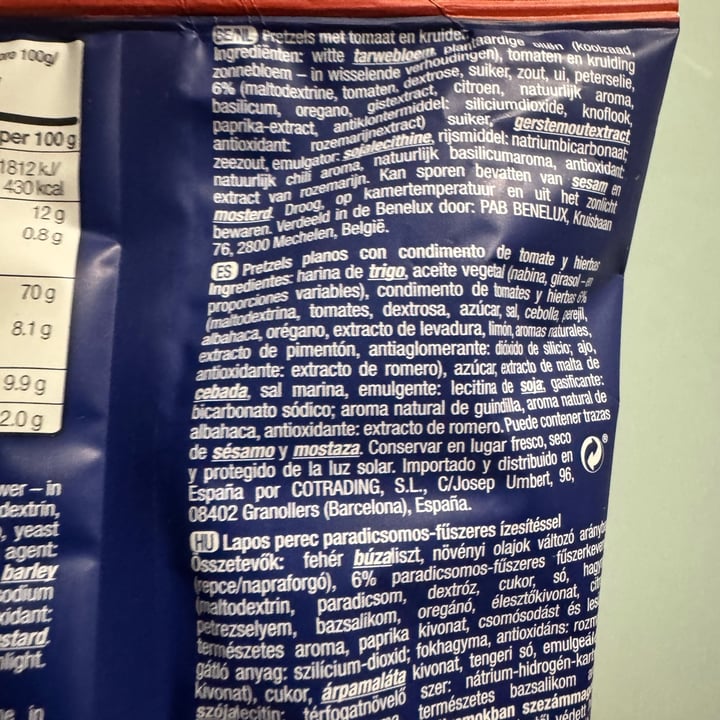 100g/
per 100 g
1812 kJ/
430 kcal
12 g
0.8 g
70 g
8.1 g
9.9 g
2.0 g
wer – in
dextrin,
yeast
agent:
barley
sodium
xidant:
stard
light.
BENL Pretzels met tomaat en kruiden
Ingrediënten: witte tarwebloem, plantaardige (koolzaad,
zonnebloem – in wisselende verhoudingen), tomaten en kruiding
6% (maltodextrine, tomaten, dextrose, suiker, zout, ui, peterselie,
basilicum, oregano, gistextract, citroen, natuurlijk aroma,
paprika-extract, antiklontermiddel: siliciumdioxide, knoflook,
antioxidant: rozemarijnextract) suiker, gerstemoutextract,
zeezout, emulgator: sojalecithine, rijsmiddel: natriumbicarbonaat;
natuurlijk chili aroma, natuurlijk basilicumaroma, antioxidant:
extract van rozemarijn. Kan sporen bevatten van sesam en
mosterd. Droog, op kamertemperatuur en uit het zonlicht
bewaren. Verdeeld in de Benelux door: PAB BENELUX, Kruisbaan
76, 2800 Mechelen, België.
ES Pretzels planos con condimento de tomate y hierbas
Ingredientes: harina de trigo, aceite vegetal (nabina, girasol – en
proporciones variables), condimento de tomates y hierbas 6%
(maltodextrina, tomates, dextrosa, azúcar, sal, cebolla, perejil,
albahaca, orégano, extracto de levadura, limón, aromas naturales,
extracto de pimentón, antiaglomerante: dióxido de silicio; ajo,
antioxidante: extracto de romero), azúcar, extracto de malta de
cebada, sal marina, emulgente: lecitina de soja, gasificante:
bicarbonato sódico; aroma natural de guindilla, aroma natural de
albahaca, antioxidante: extracto de romero. Puede contener trazas
de sésamo y mostaza. Conservar en lugar fresco, seco
y protegido de la luz solar. Importado y distribuido en
España por COTRADING, S.L., C/Josep Umbert, 96,
08402 Granollers (Barcelona), España.
HU Lapos perec paradicsomos-fűszeres ízesítéssel
Összetevők: fehér búzaliszt, növényi olajok változó arányb
(repce/napraforgó), 6% paradicsomos-fűszeres fűszerkever
(maltodextrin, paradicsom, dextróz, cukor, só, hagy
petrezselyem, bazsalikom, oregánó, élesztőkivonat, cit
természetes aroma, paprika kivonat, csomósodást és les
gátló anyag: szilícium-dioxid; fokhagyma, antioxidáns: rozm
kivonat), cukor, árpamaláta kivonat, tengeri só, emulgeá
szójalecitin; térfogatnövelő szer: nátrium-hidrogén-kar
természetes bazsalikom
szezámmag